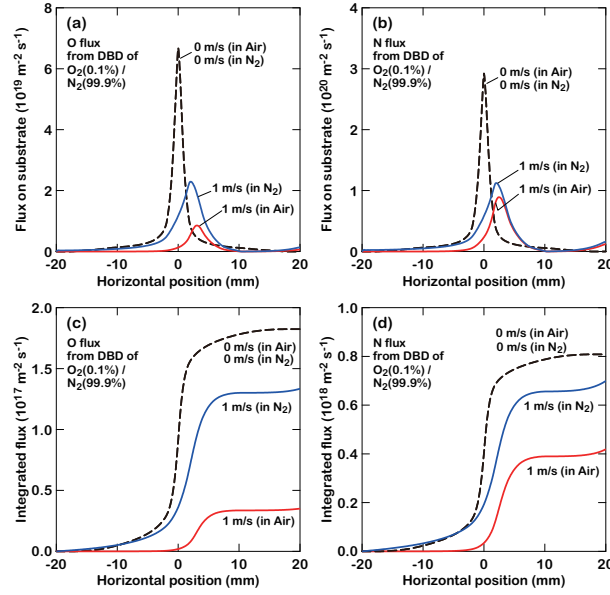 (a)
O flux
from DBD of
O₂(0.1%) /
N₂(99.9%)
0 m/s (in Air)
0 m/s (in N₂)
1 m/s (in N₂)
1 m/s (in Air)
Flux on substrate (10¹⁹ m⁻² s⁻¹)
8
6
4
2
0
-20
-10
0
10
20
Horizontal position (mm)
(b)
N flux
from DBD of
O₂(0.1%) /
N₂(99.9%)
0 m/s (in Air)
0 m/s (in N₂)
1 m/s (in N₂)
1 m/s (in Air)
Flux on substrate (10²⁰ m⁻² s⁻¹)
4
3
2
1
0
-20
-10
0
10
20
Horizontal position (mm)
(c)
O flux
from DBD of
O₂(0.1%) /
N₂(99.9%)
0 m/s (in Air)
0 m/s (in N₂)
1 m/s (in N₂)
1 m/s (in Air)
Integrated flux (10¹⁷ m⁻² s⁻¹)
2.0
1.5
1.0
0.5
0.0
-20
-10
0
10
20
Horizontal position (mm)
(d)
N flux
from DBD of
O₂(0.1%) /
N₂(99.9%)
0 m/s (in Air)
0 m/s (in N₂)
1 m/s (in N₂)
1 m/s (in Air)
Integrated flux (10¹⁸ m⁻² s⁻¹)
1.0
0.8
0.6
0.4
0.2
0.0
-20
-10
0
10
20
Horizontal position (mm)